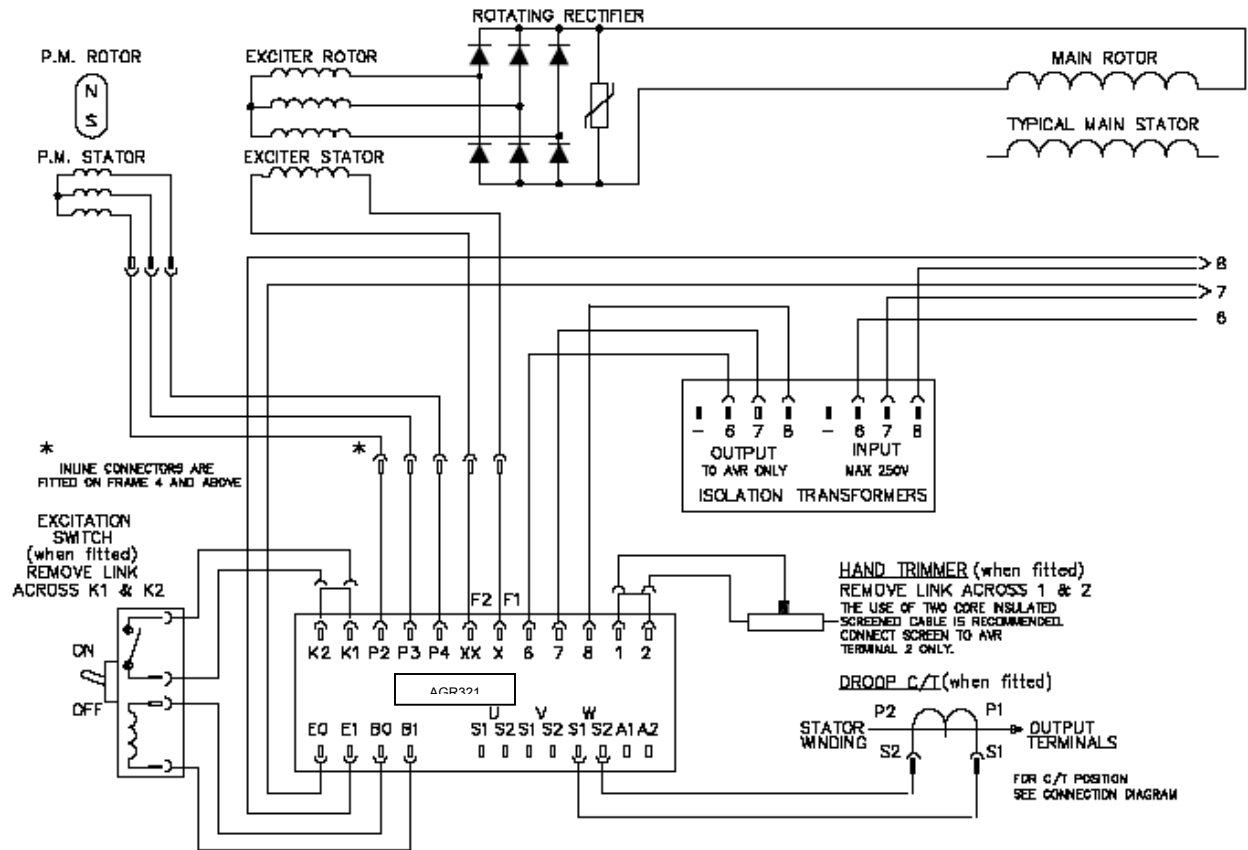 ROTATING RECTIFIER
P.M. ROTOR
EXCITER ROTOR
MAIN ROTOR
N
S
TYPICAL MAIN STATOR
P.M. STATOR
EXCITER STATOR
8
7
6
- 6 7 8 - 6 7 8
OUTPUT INPUT
TO AVR ONLY MAX 250V
ISOLATION TRANSFORMERS
* *
INLINE CONNECTORS ARE
FITTED ON FRAME 4 AND ABOVE
EXCITATION
SWITCH
(when fitted)
REMOVE LINK
ACROSS K1 & K2
ON
OFF
HAND TRIMMER (when fitted)
REMOVE LINK ACROSS 1 & 2
THE USE OF TWO CORE INSULATED
SCREENED CABLE IS RECOMMENDED.
CONNECT SCREEN TO AVR
TERMINAL 2 ONLY.
F2 F1
K2 K1 P2 P3 P4 XX X 6 7 8 1 2
AGR321
U V W
E0 E1 B0 B1 S1 S2 S1 S2 S1 S2 A1 A2
DROOP C/T (when fitted)
P2 P1
STATOR
WINDING
OUTPUT
TERMINALS
S2 S1
FOR C/T POSITION
SEE CONNECTION DIAGRAM